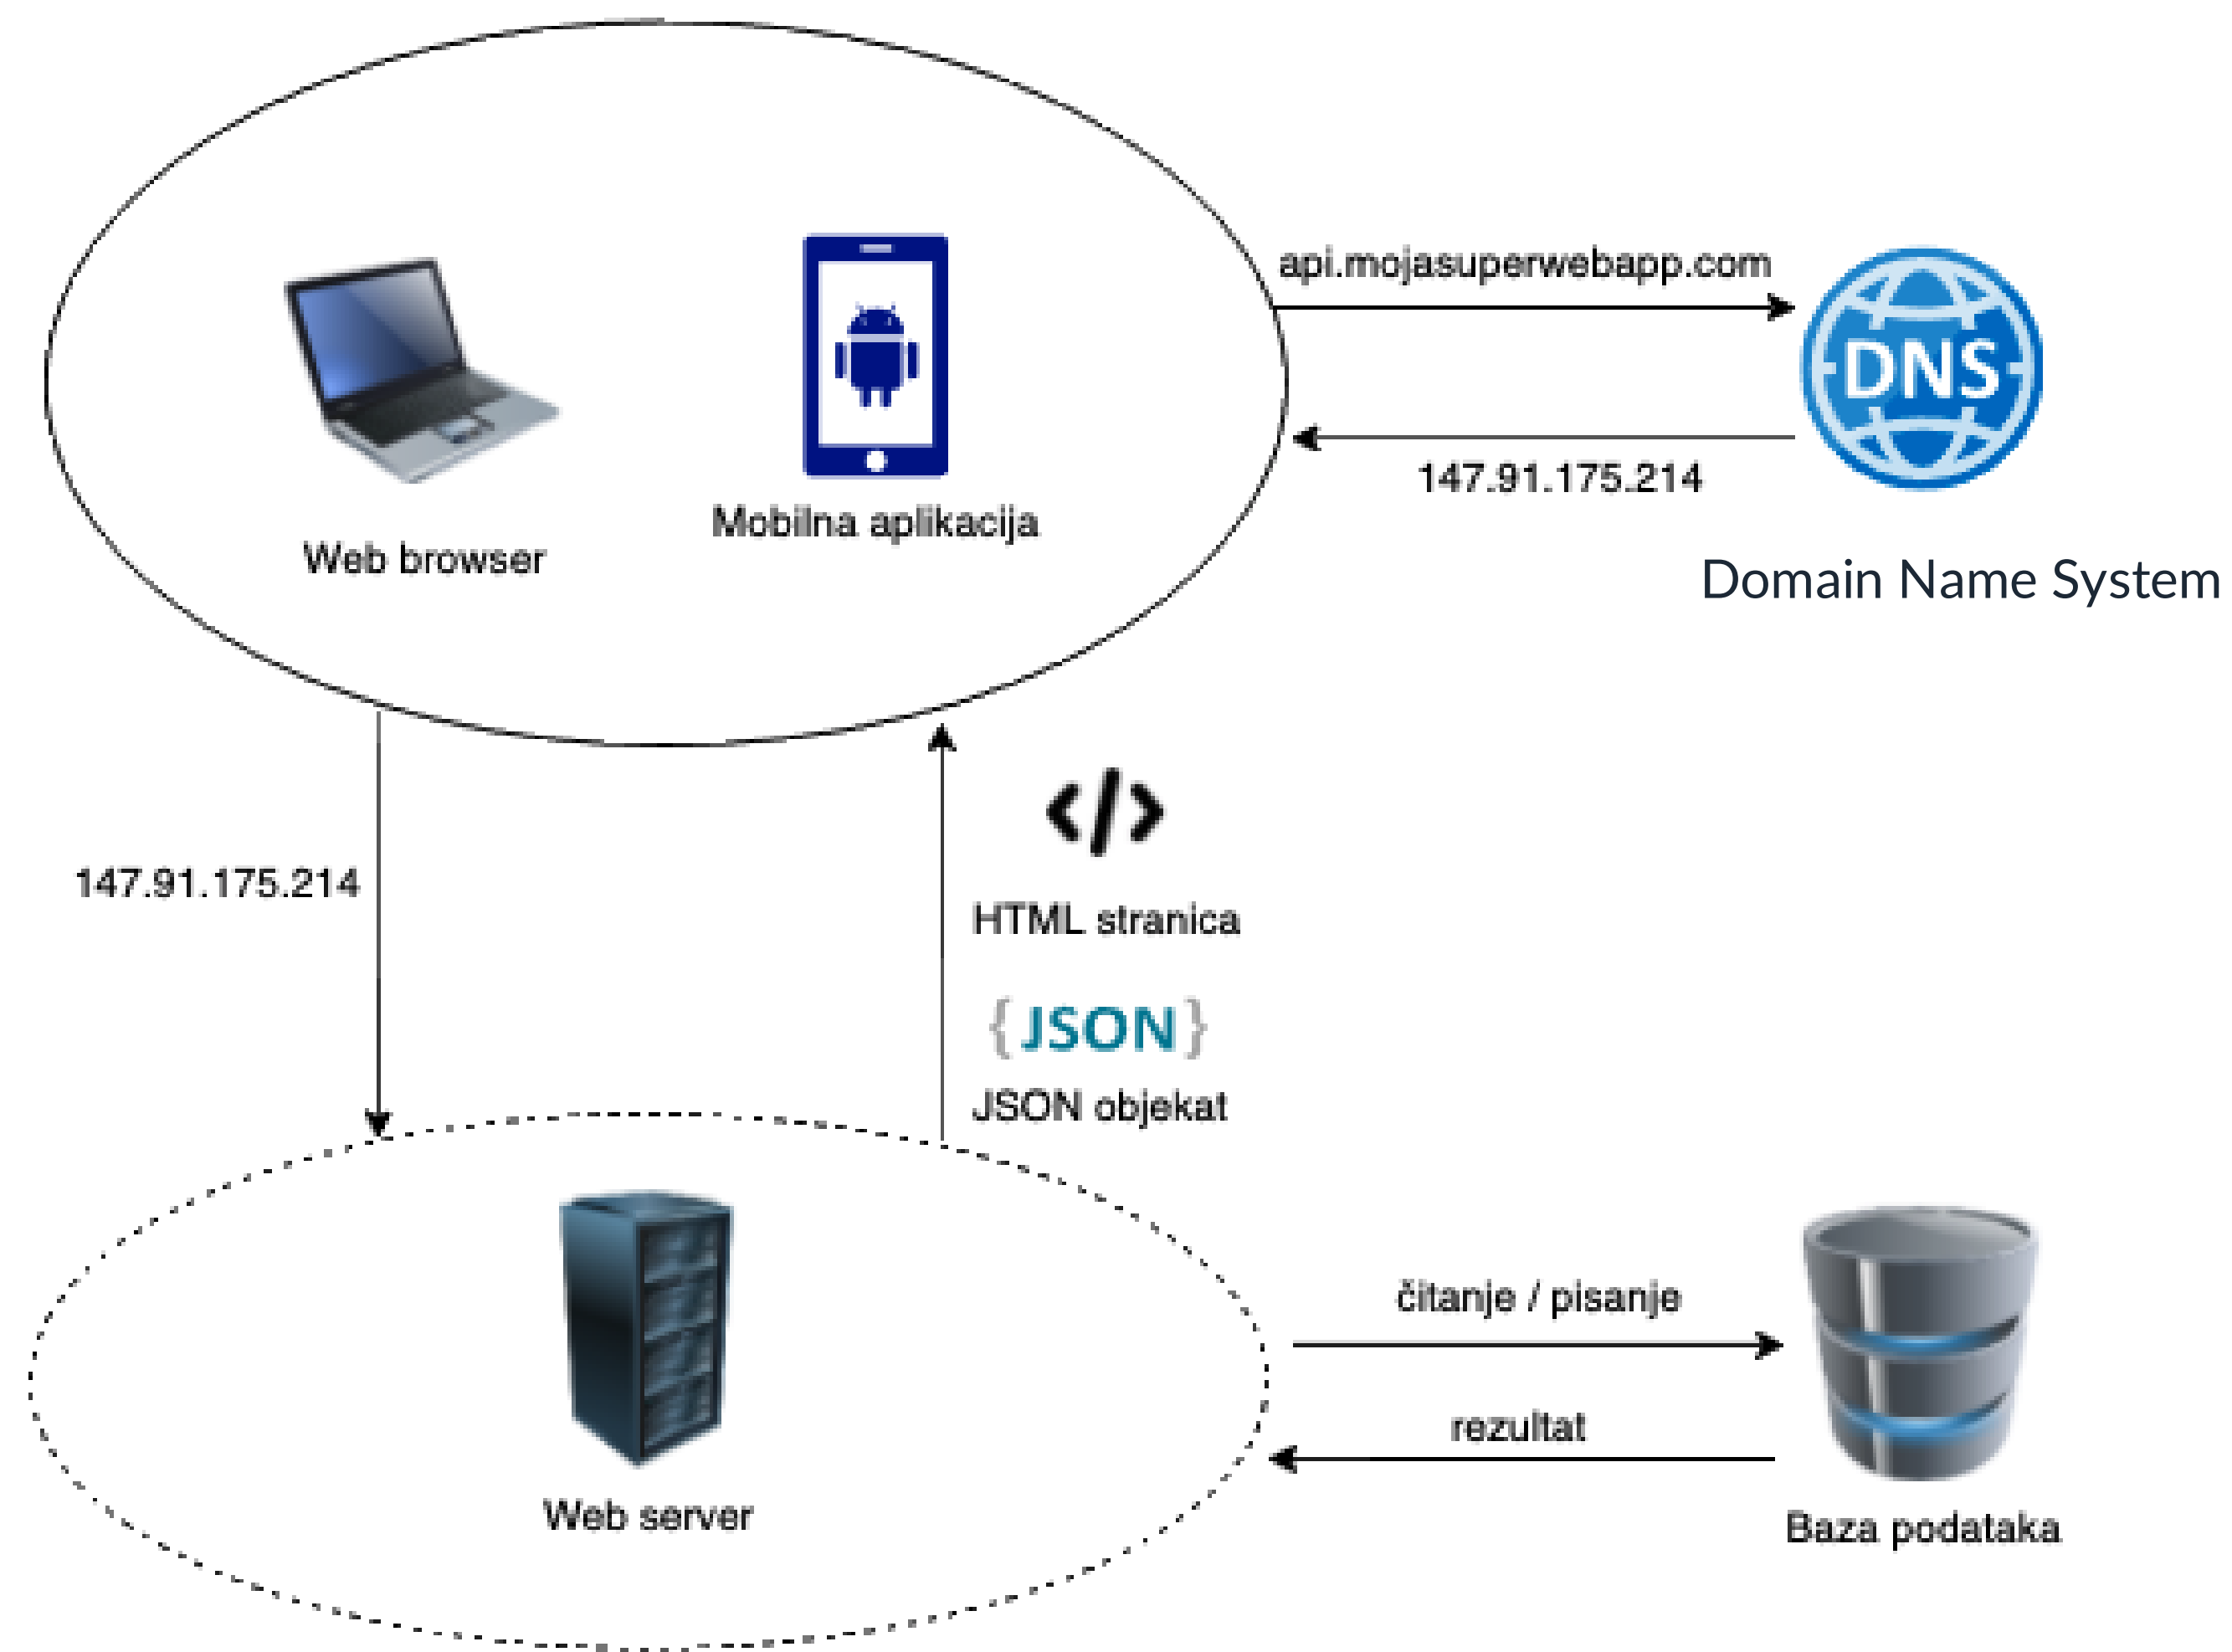 api.mojasuperwebapp.com
DNS
147.91.175.214
Mobilna aplikacija
Web browser
Domain Name System
</>
147.91.175.214
HTML stranica
{JSON}
JSON objekat
čitanje / pisanje
rezultat
Web server
Baza podataka